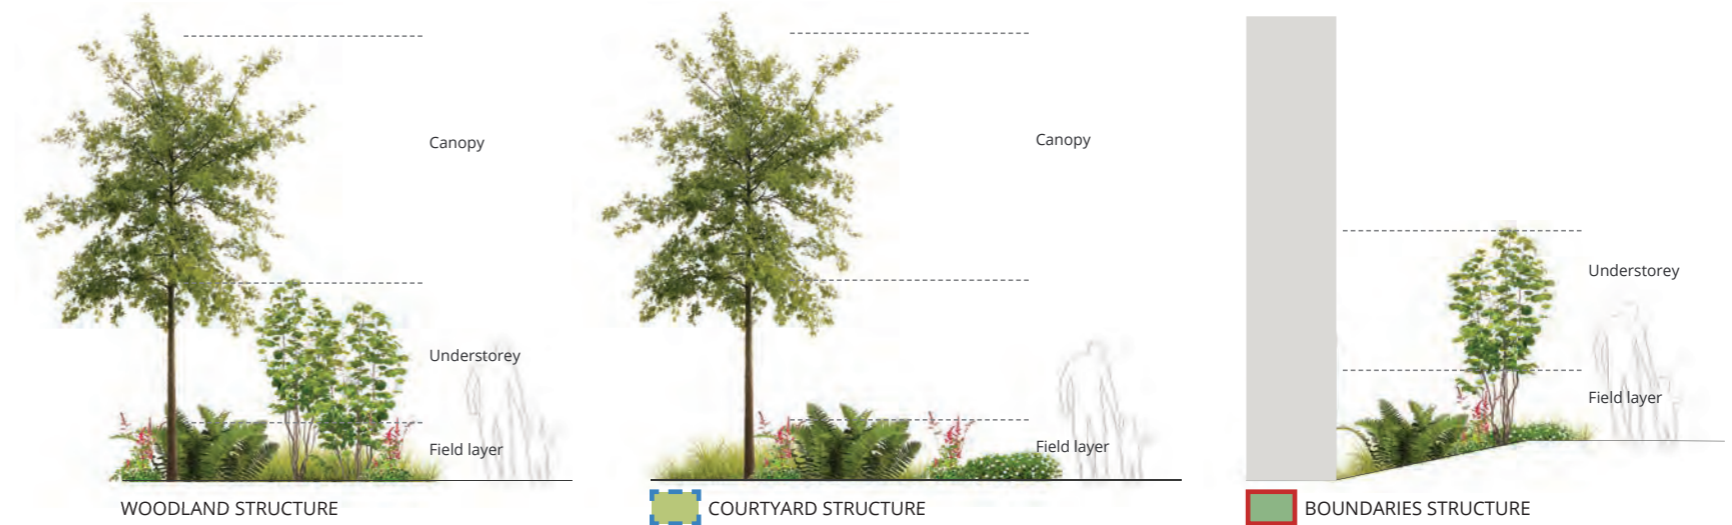 Canopy
Understorey
Field layer
WOODLAND STRUCTURE
Canopy
Field layer
COURTYARD STRUCTURE
Understorey
Field layer
BOUNDARIES STRUCTURE